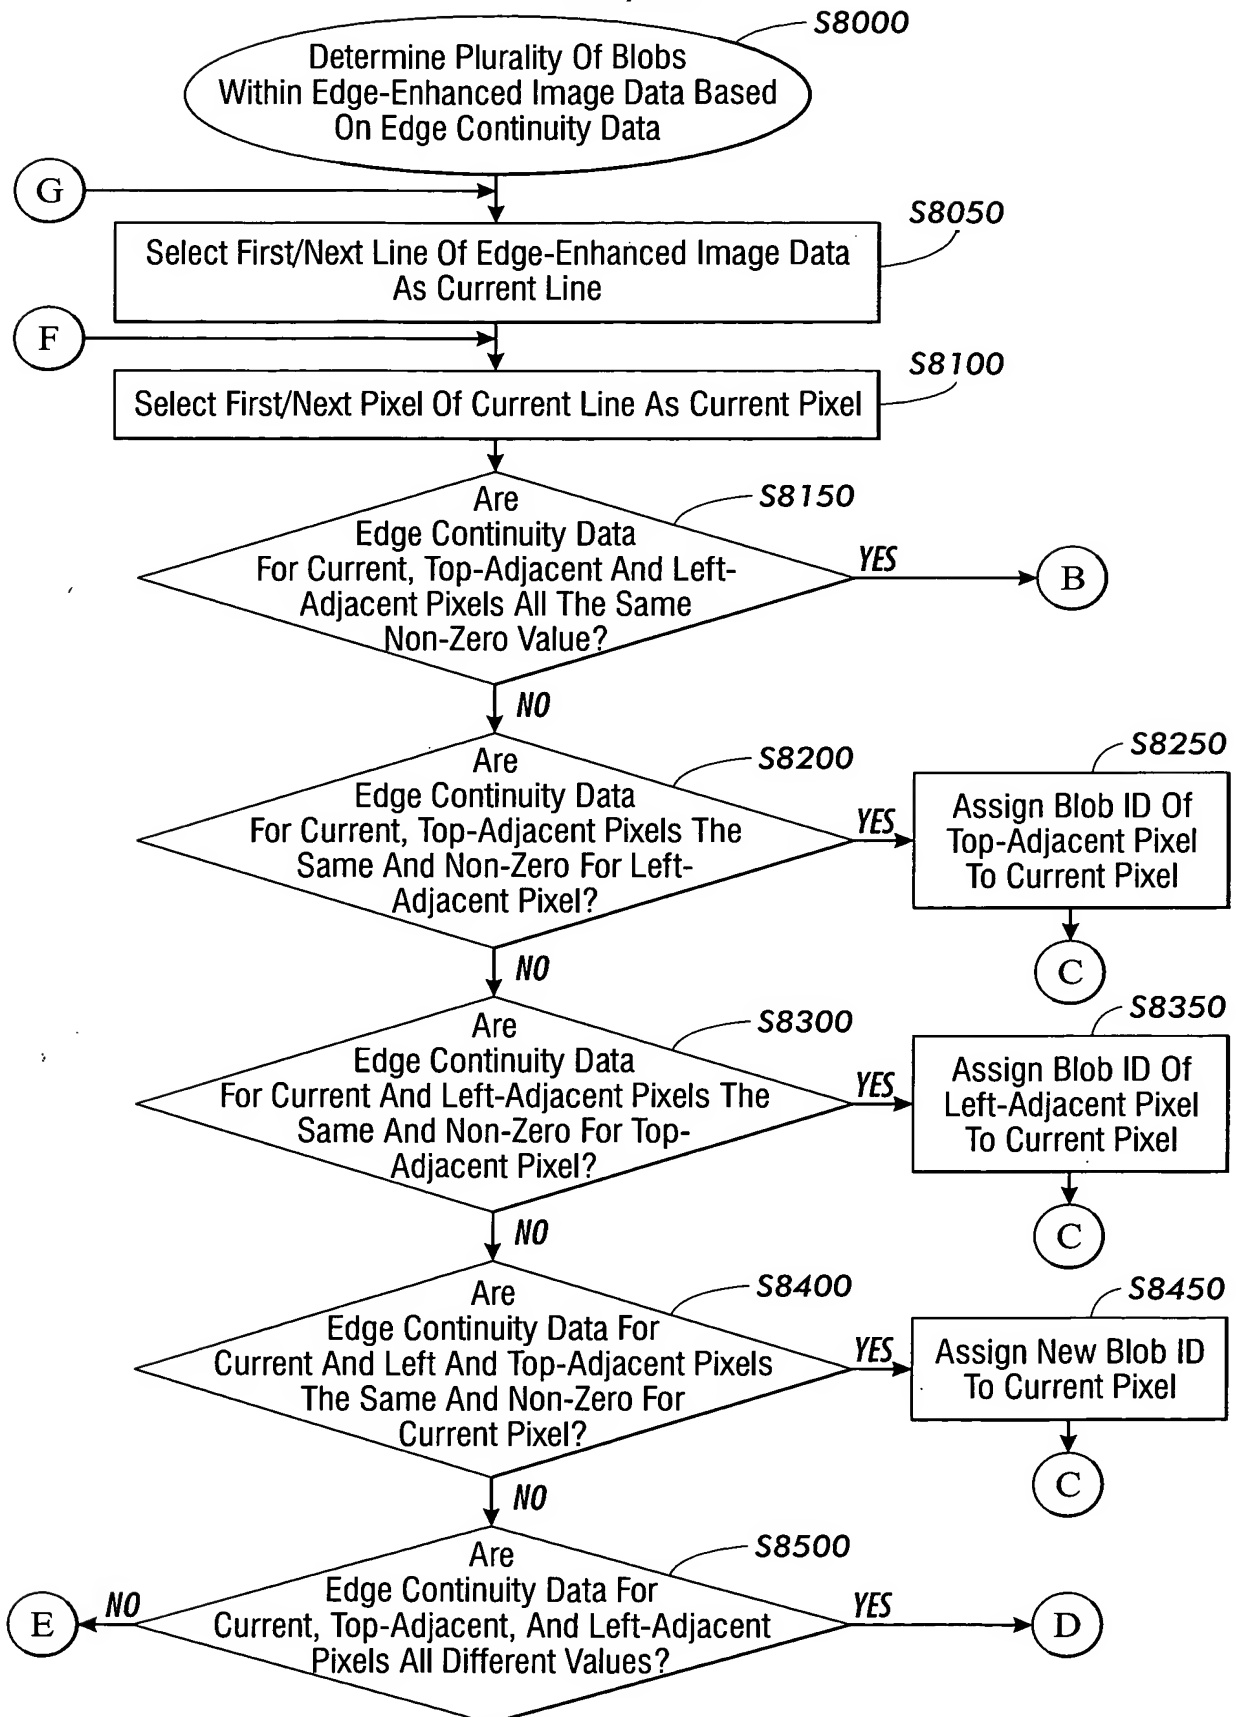 S8000
Determine Plurality Of Blobs
Within Edge-Enhanced Image Data Based
On Edge Continuity Data
G
S8050
Select First/Next Line Of Edge-Enhanced Image Data
As Current Line
F
S8100
Select First/Next Pixel Of Current Line As Current Pixel
S8150
Are
Edge Continuity Data
For Current, Top-Adjacent And Left-
Adjacent Pixels All The Same
Non-Zero Value?
YES
B
NO
S8200
Are
Edge Continuity Data
For Current, Top-Adjacent Pixels The
Same And Non-Zero For Left-
Adjacent Pixel?
YES
S8250
Assign Blob ID Of
Top-Adjacent Pixel
To Current Pixel
C
NO
S8300
Are
Edge Continuity Data
For Current And Left-Adjacent Pixels The
Same And Non-Zero For Top-
Adjacent Pixel?
YES
S8350
Assign Blob ID Of
Left-Adjacent Pixel
To Current Pixel
C
NO
S8400
Are
Edge Continuity Data For
Current And Left And Top-Adjacent Pixels
The Same And Non-Zero For
Current Pixel?
YES
S8450
Assign New Blob ID
To Current Pixel
C
NO
S8500
Are
Edge Continuity Data For
Current, Top-Adjacent, And Left-Adjacent
Pixels All Different Values?
NO
E
YES
D